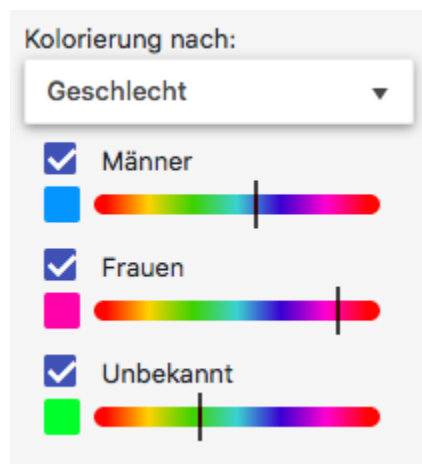 Kolorierung nach:
Geschlecht
Männer
Frauen
Unbekannt